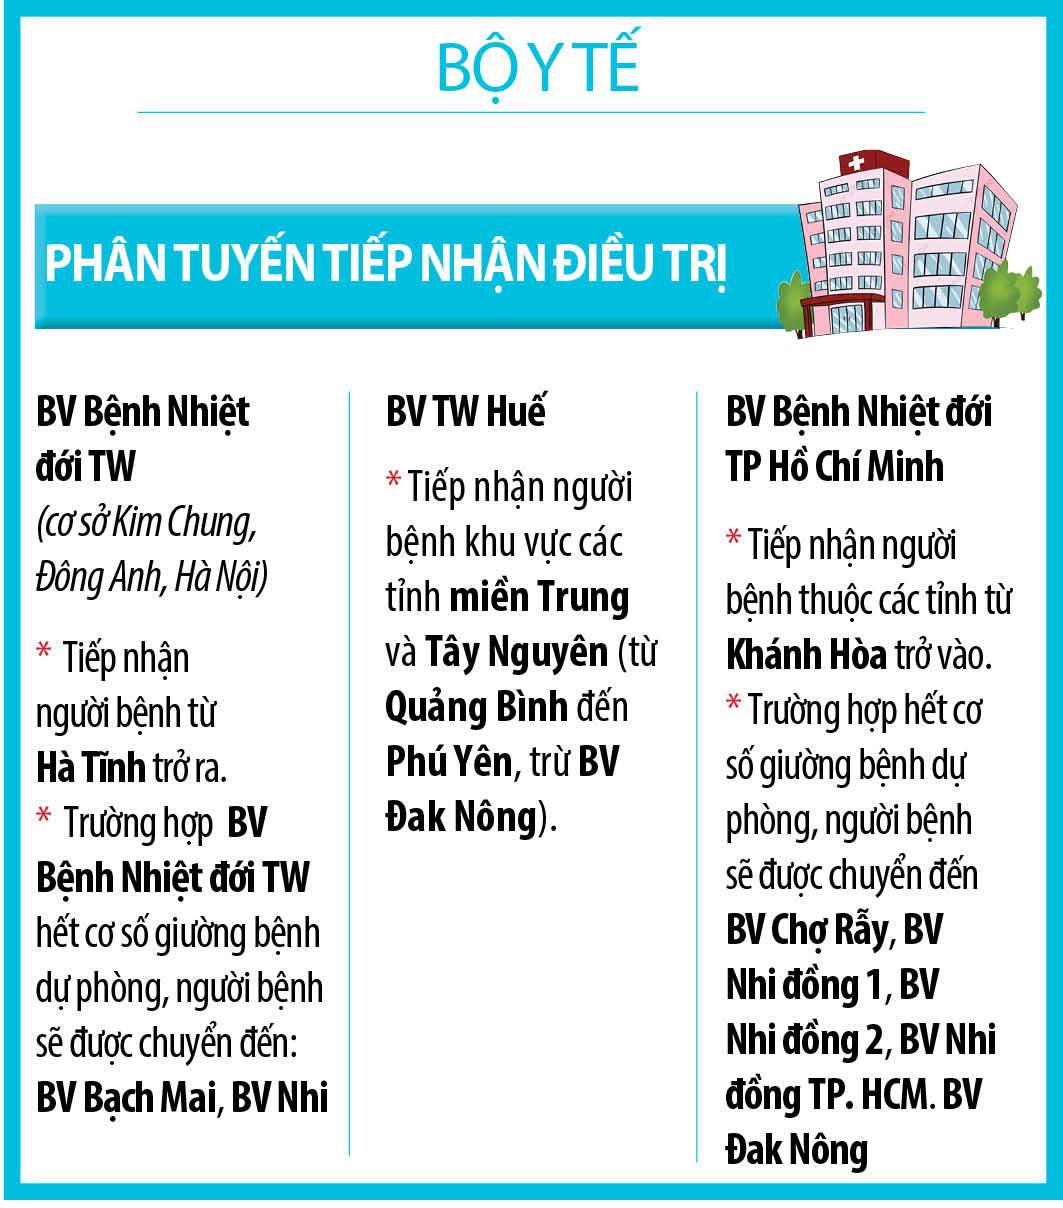 BỘ Y TẾ
PHÂN TUYẾN TIẾP NHẬN ĐIỀU TRỊ
BV Bệnh Nhiệt
đới TW
(cơ sở Kim Chung,
Đông Anh, Hà Nội)
* Tiếp nhận
người bệnh từ
Hà Tĩnh trở ra.
* Trường hợp BV
Bệnh Nhiệt đới TW
hết cơ số giường bệnh
dự phòng, người bệnh
sẽ được chuyển đến:
BV Bạch Mai, BV Nhi
BV TW Huế
* Tiếp nhận người
bệnh khu vực các
tỉnh miền Trung
và Tây Nguyên (từ
Quảng Bình đến
Phú Yên, trừ BV
Đak Nông).
BV Bệnh Nhiệt đới
TP Hồ Chí Minh
* Tiếp nhận người
bệnh thuộc các tỉnh từ
Khánh Hòa trở vào.
* Trường hợp hết cơ
số giường bệnh dự
phòng, người bệnh
sẽ được chuyển đến
BV Chợ Rẫy, BV
Nhi đồng 1, BV
Nhi đồng 2, BV Nhi
đồng TP. HCM. BV
Đak Nông